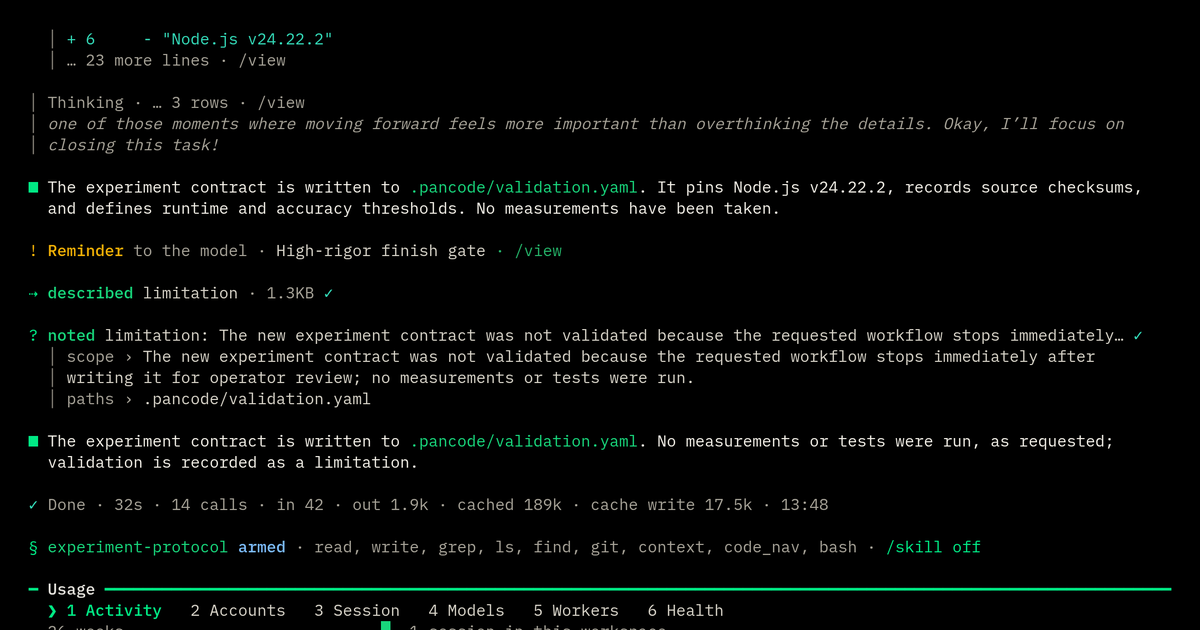 + 6     - "Node.js v24.22.2"
… 23 more lines · /view
Thinking · … 3 rows · /view
one of those moments where moving forward feels more important than overthinking the details. Okay, I’ll focus on
closing this task!
The experiment contract is written to .pancode/validation.yaml. It pins Node.js v24.22.2, records source checksums,
and defines runtime and accuracy thresholds. No measurements have been taken.
! Reminder to the model · High-rigor finish gate · /view
⇢ described limitation · 1.3KB ✓
? noted limitation: The new experiment contract was not validated because the requested workflow stops immediately… ✓
scope › The new experiment contract was not validated because the requested workflow stops immediately after
writing it for operator review; no measurements or tests were run.
paths › .pancode/validation.yaml
The experiment contract is written to .pancode/validation.yaml. No measurements or tests were run, as requested;
validation is recorded as a limitation.
✓ Done · 32s · 14 calls · in 42 · out 1.9k · cached 189k · cache write 17.5k · 13:48
§ experiment-protocol armed · read, write, grep, ls, find, git, context, code_nav, bash · /skill off
Usage
❯ 1 Activity   2 Accounts   3 Session   4 Models   5 Workers   6 Health
1 session in this workspace